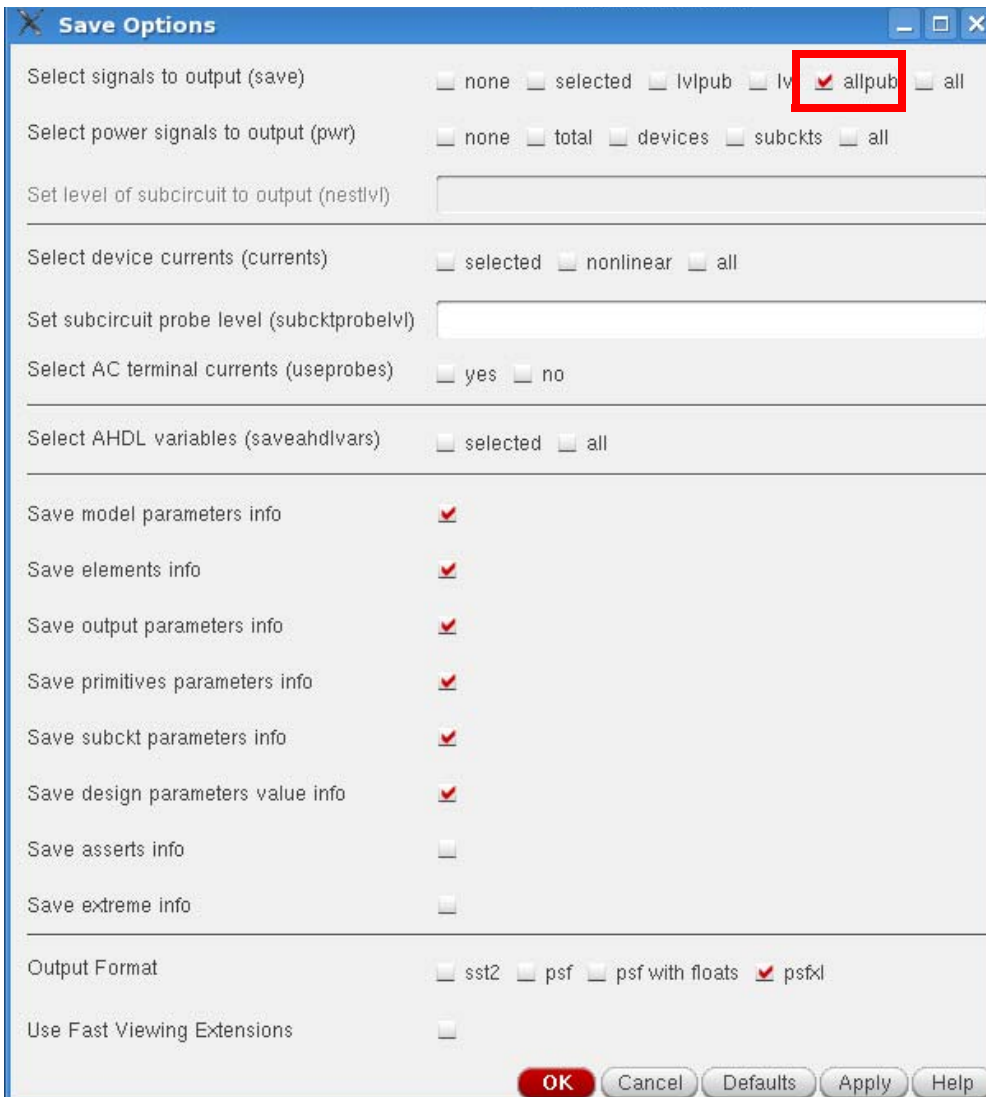 Save Options
Select signals to output (save) none selected lvlpub lv allpub all
Select power signals to output (pwr) none total devices subckts all
Set level of subcircuit to output (nestlvl)
Select device currents (currents) selected nonlinear all
Set subcircuit probe level (subcktprobelvl)
Select AC terminal currents (useprobes) yes no
Select AHDL variables (saveahdlvars) selected all
Save model parameters info
Save elements info
Save output parameters info
Save primitives parameters info
Save subckt parameters info
Save design parameters value info
Save asserts info
Save extreme info
Output Format sst2 psf psf with floats psfxl
Use Fast Viewing Extensions
OK Cancel Defaults Apply Help